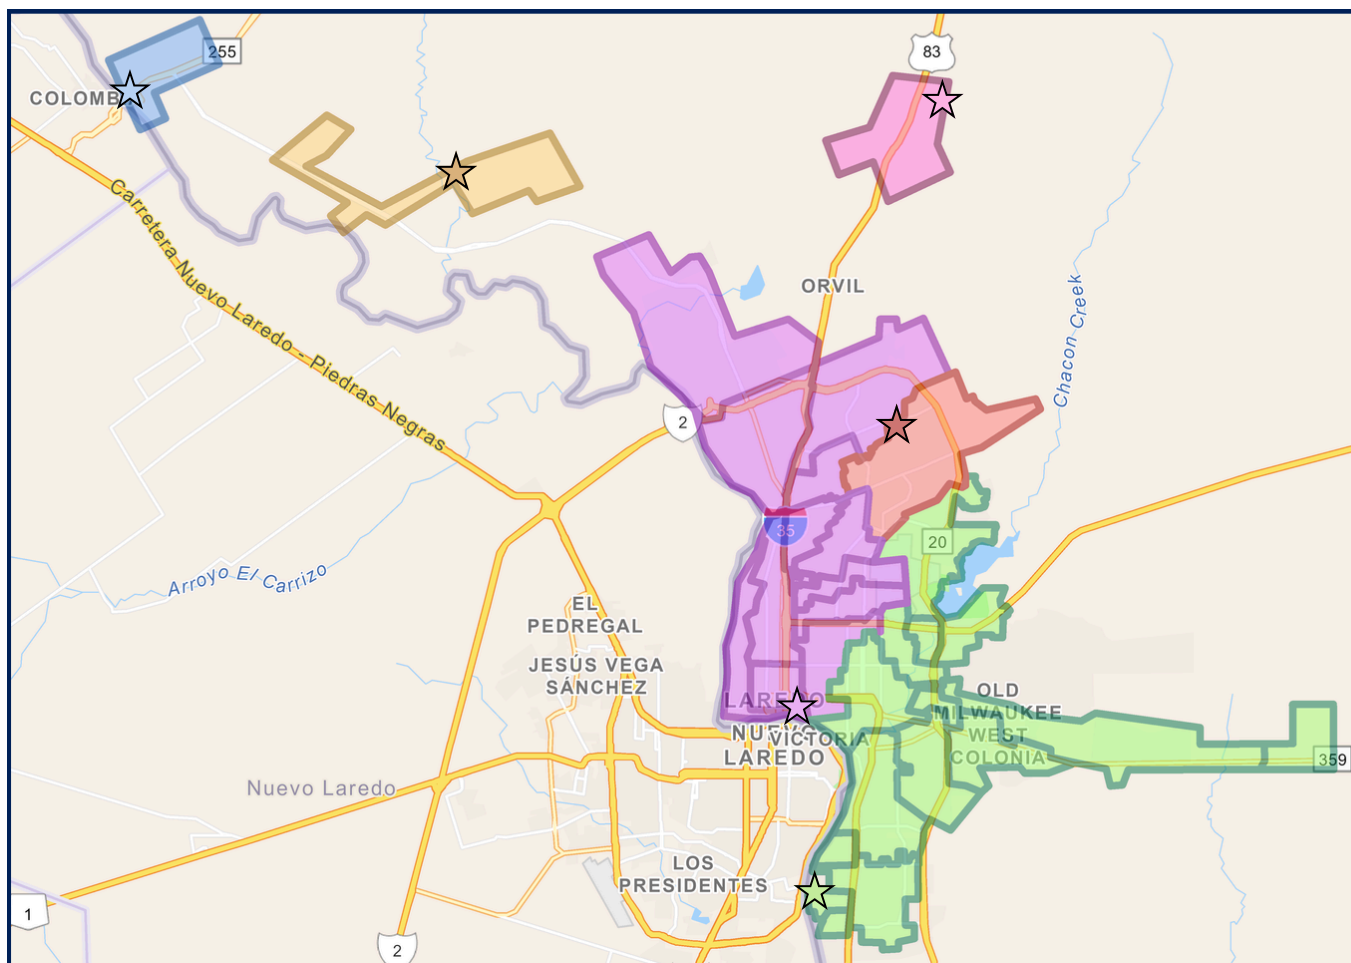 83
255
COLOMB
Carretera Nuevo Laredo - Piedras Negras
ORVIL
Chacon Creek
2
35
20
Arroyo El Carrizo
EL
PEDREGAL
JESÚS VEGA
SÁNCHEZ
LAREDO
NUEVO
LAREDO
VICTORIA
OLD
MILWAUKEE
WEST
COLONIA
359
Nuevo Laredo
LOS
PRESIDENTES
1
2